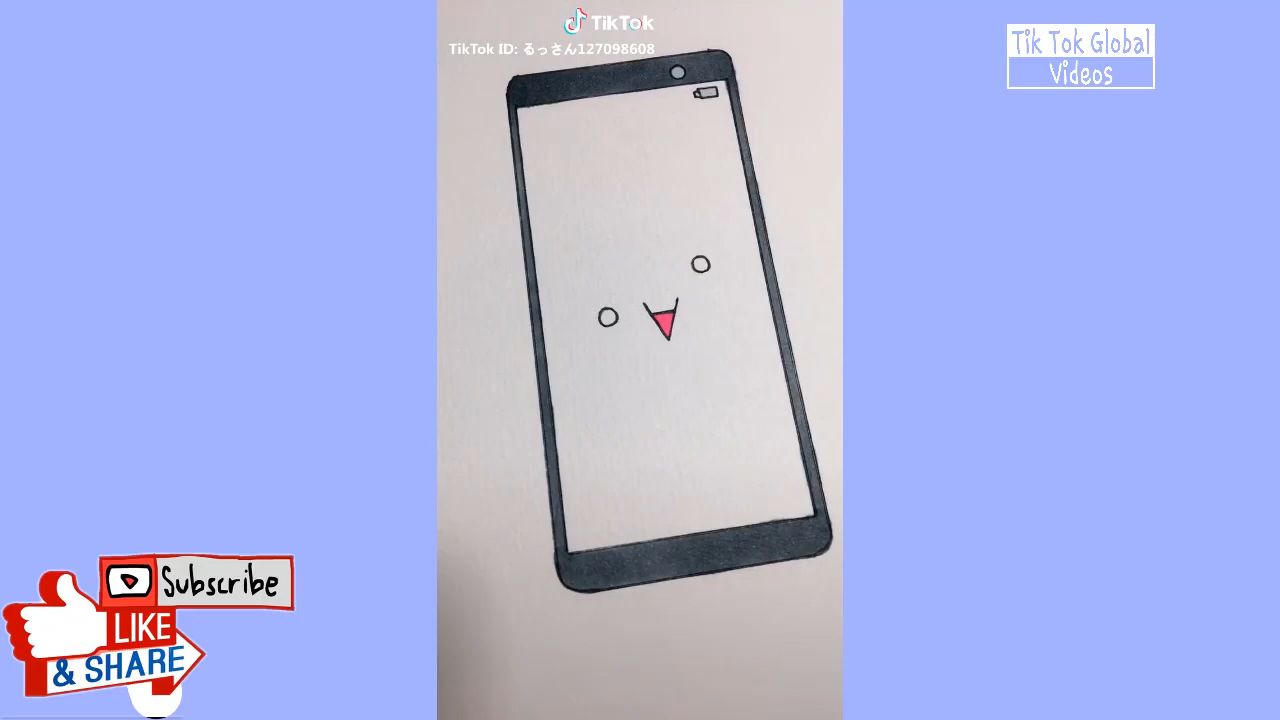 TikTok
TikTok ID: るっさん127098608
Tik Tok Global
Videos
Subscribe
LIKE
& SHARE